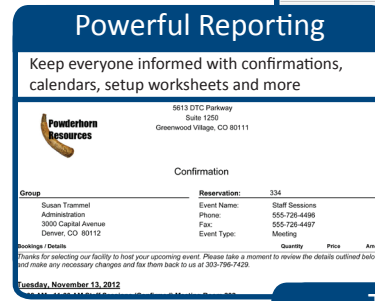 Powerful Reporting
Keep everyone informed with confirmations,
calendars, setup worksheets and more
5613 DTC Parkway
Suite 1250
Greenwood Village, CO 80111
Powderhorn
Resources
Confirmation
Group Reservation: 334
Susan Trammel Event Name: Staff Sessions
Administration Phone: 555-726-4496
3000 Capital Avenue Fax: 555-726-4497
Denver, CO 80112 Event Type: Meeting
Bookings / Details Quantity Price Am
Thanks for selecting our facility to host your upcoming event. Please take a moment to review the details outlined belo
and make any necessary changes and fax them back to us at 303-796-7429.
Tuesday, November 13, 2012